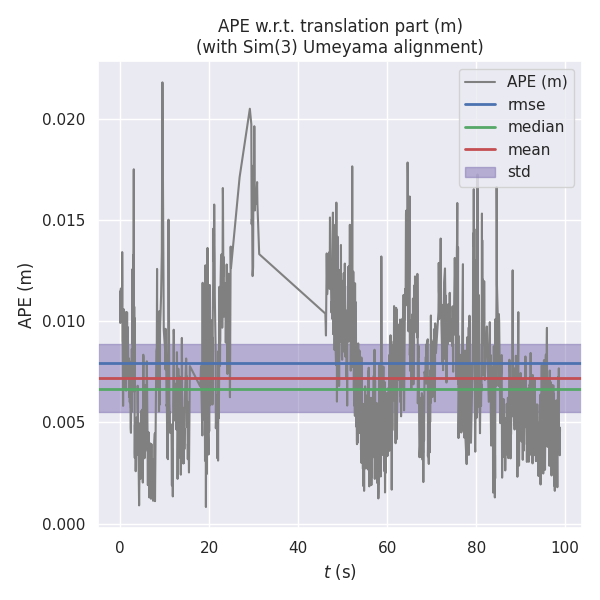 APE w.r.t. translation part (m)
(with Sim(3) Umeyama alignment)
APE (m)
rmse
median
mean
std
0.020
0.015
0.010
0.005
0.000
APE (m)
0
20
40
60
80
100
t (s)